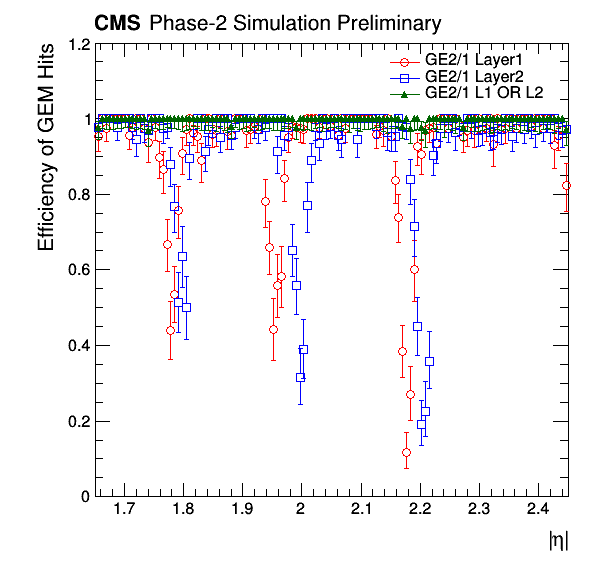 CMS Phase-2 Simulation Preliminary
Efficiency of GEM Hits
1.2
1
0.8
0.6
0.4
0.2
0
GE2/1 Layer1
GE2/1 Layer2
GE2/1 L1 OR L2
1.7 1.8 1.9 2 2.1 2.2 2.3 2.4
|η|